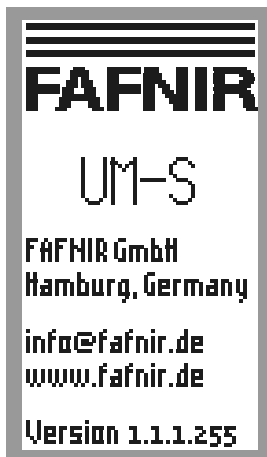 FAFNIR
UM-S
FAFNIR GmbH
Hamburg, Germany
info@fafnir.de
www.fafnir.de
Version 1.1.1.255